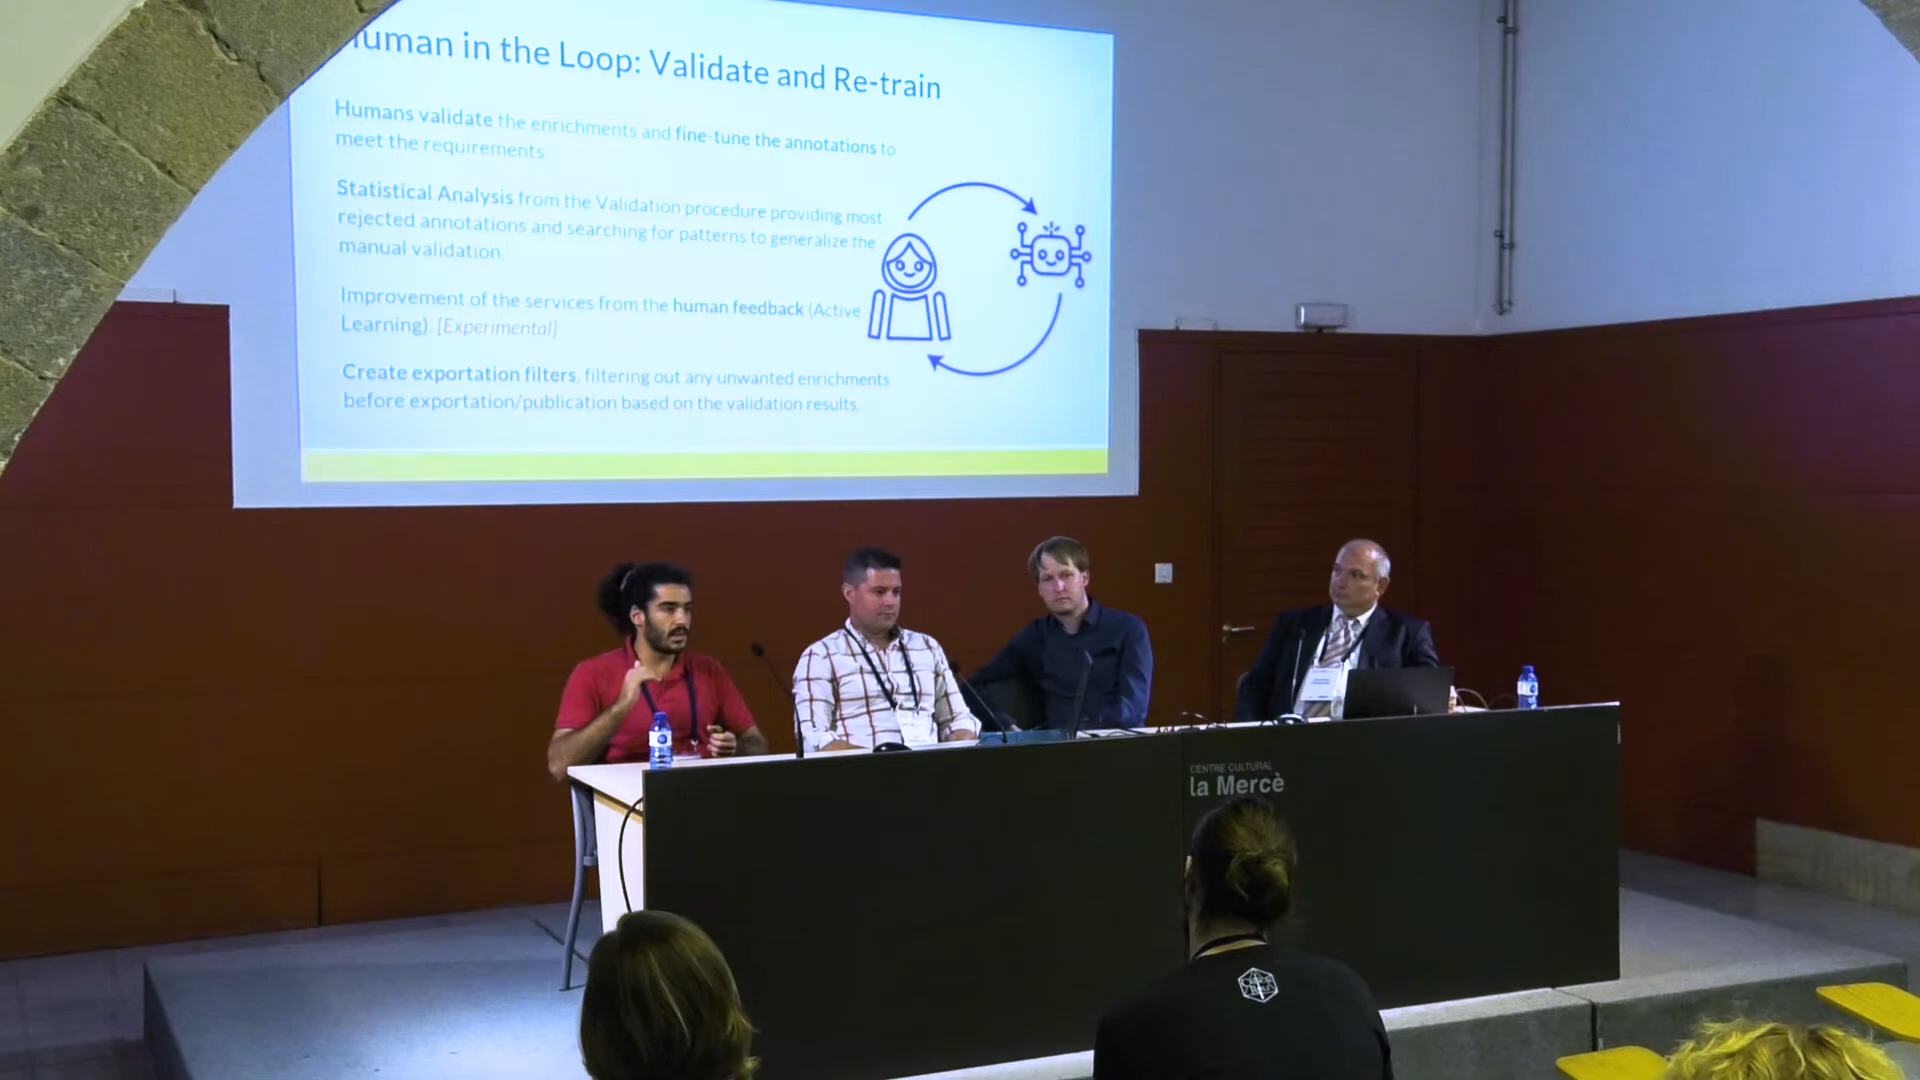 uman in the Loop: Validate and Re-train
Humans validate the enrichments and fine-tune the annotations to
meet the requirements
Statistical Analysis from the Validation procedure providing most
rejected annotations and searching for patterns to generalize the
manual validation
Improvement of the services from the human feedback (Active
Learning). [Experimental]
Create exportation filters, filtering out any unwanted enrichments
before exportation/publication based on the validation results.
CENTRE CULTURAL
la Mercè